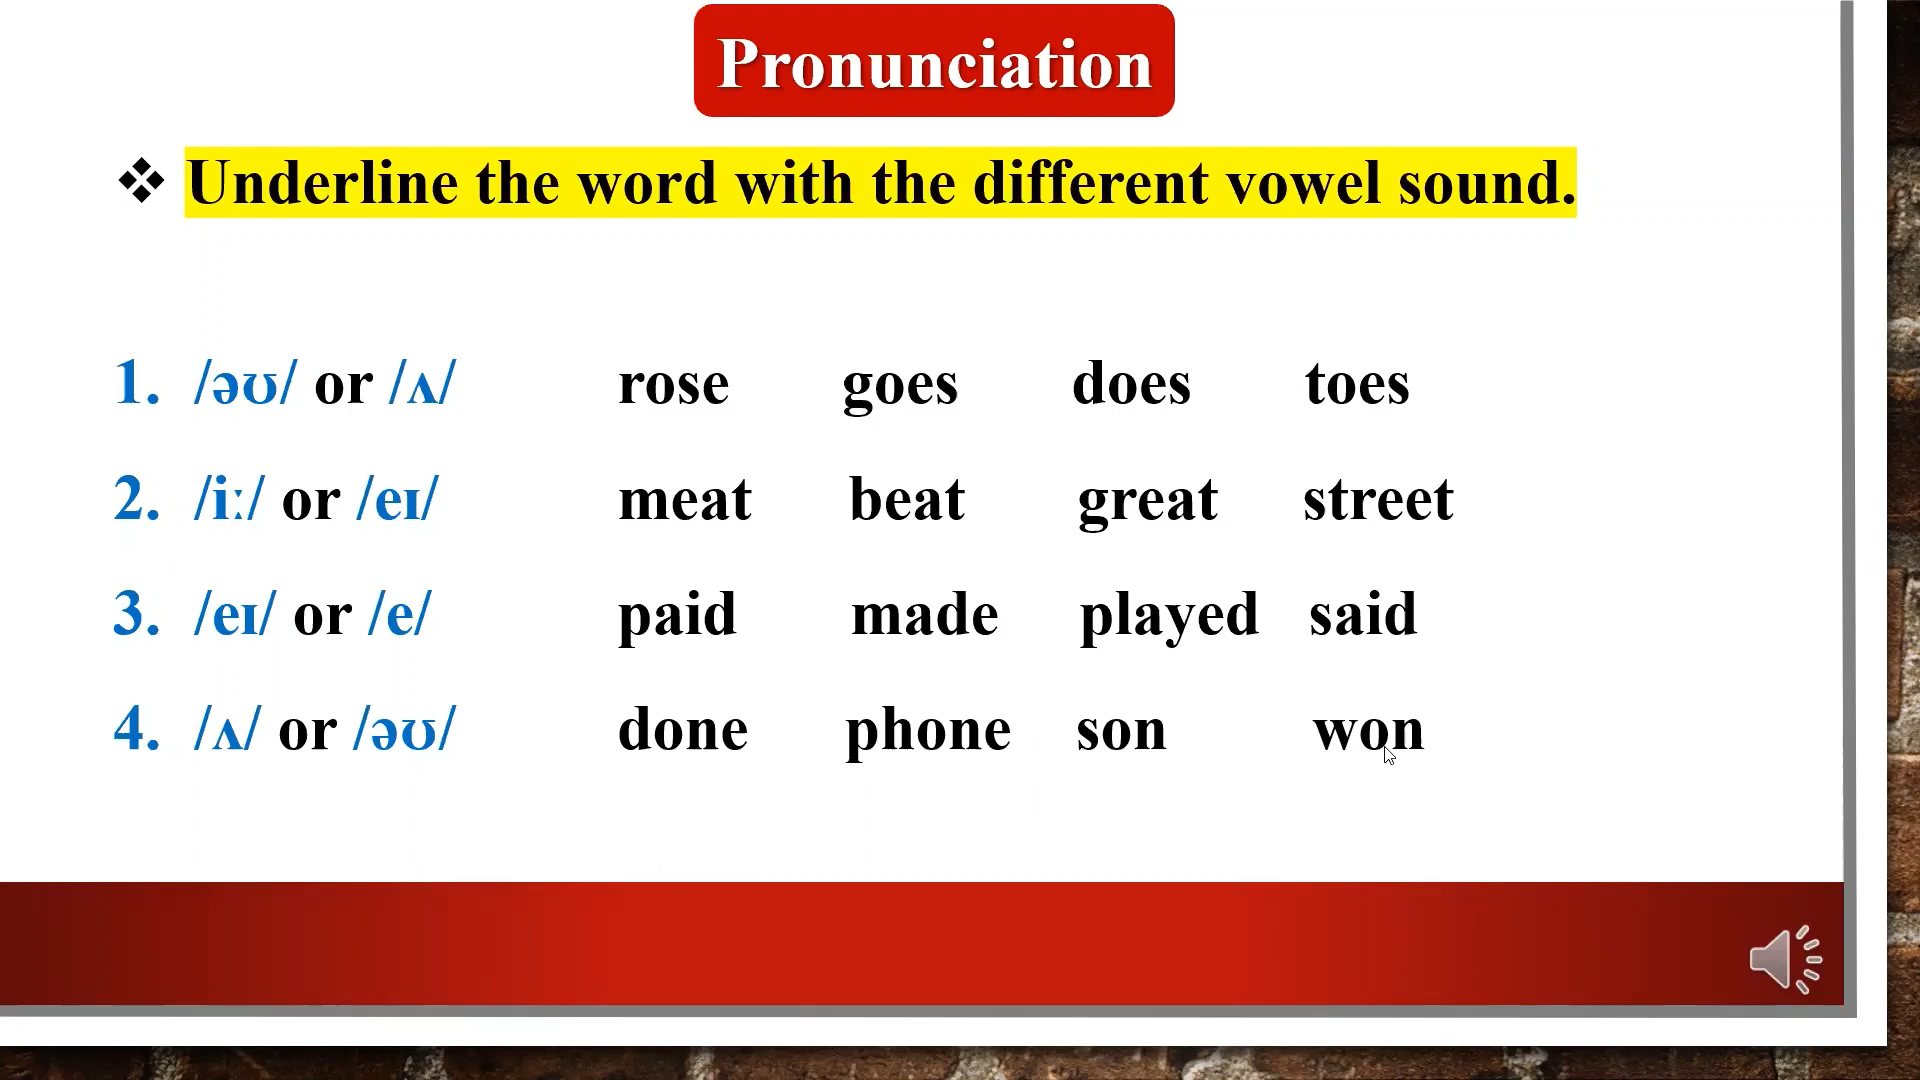 Pronunciation
❖ Underline the word with the different vowel sound.
1. /əʊ/ or /ʌ/ rose goes does toes
2. /iː/ or /eɪ/ meat beat great street
3. /eɪ/ or /e/ paid made played said
4. /ʌ/ or /əʊ/ done phone son won